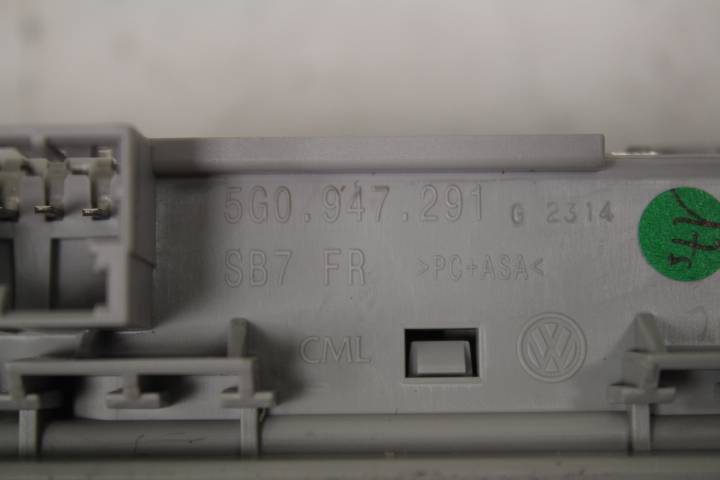 5G0.947.291 G 2314
SB7 FR >PC+ASA<
CML